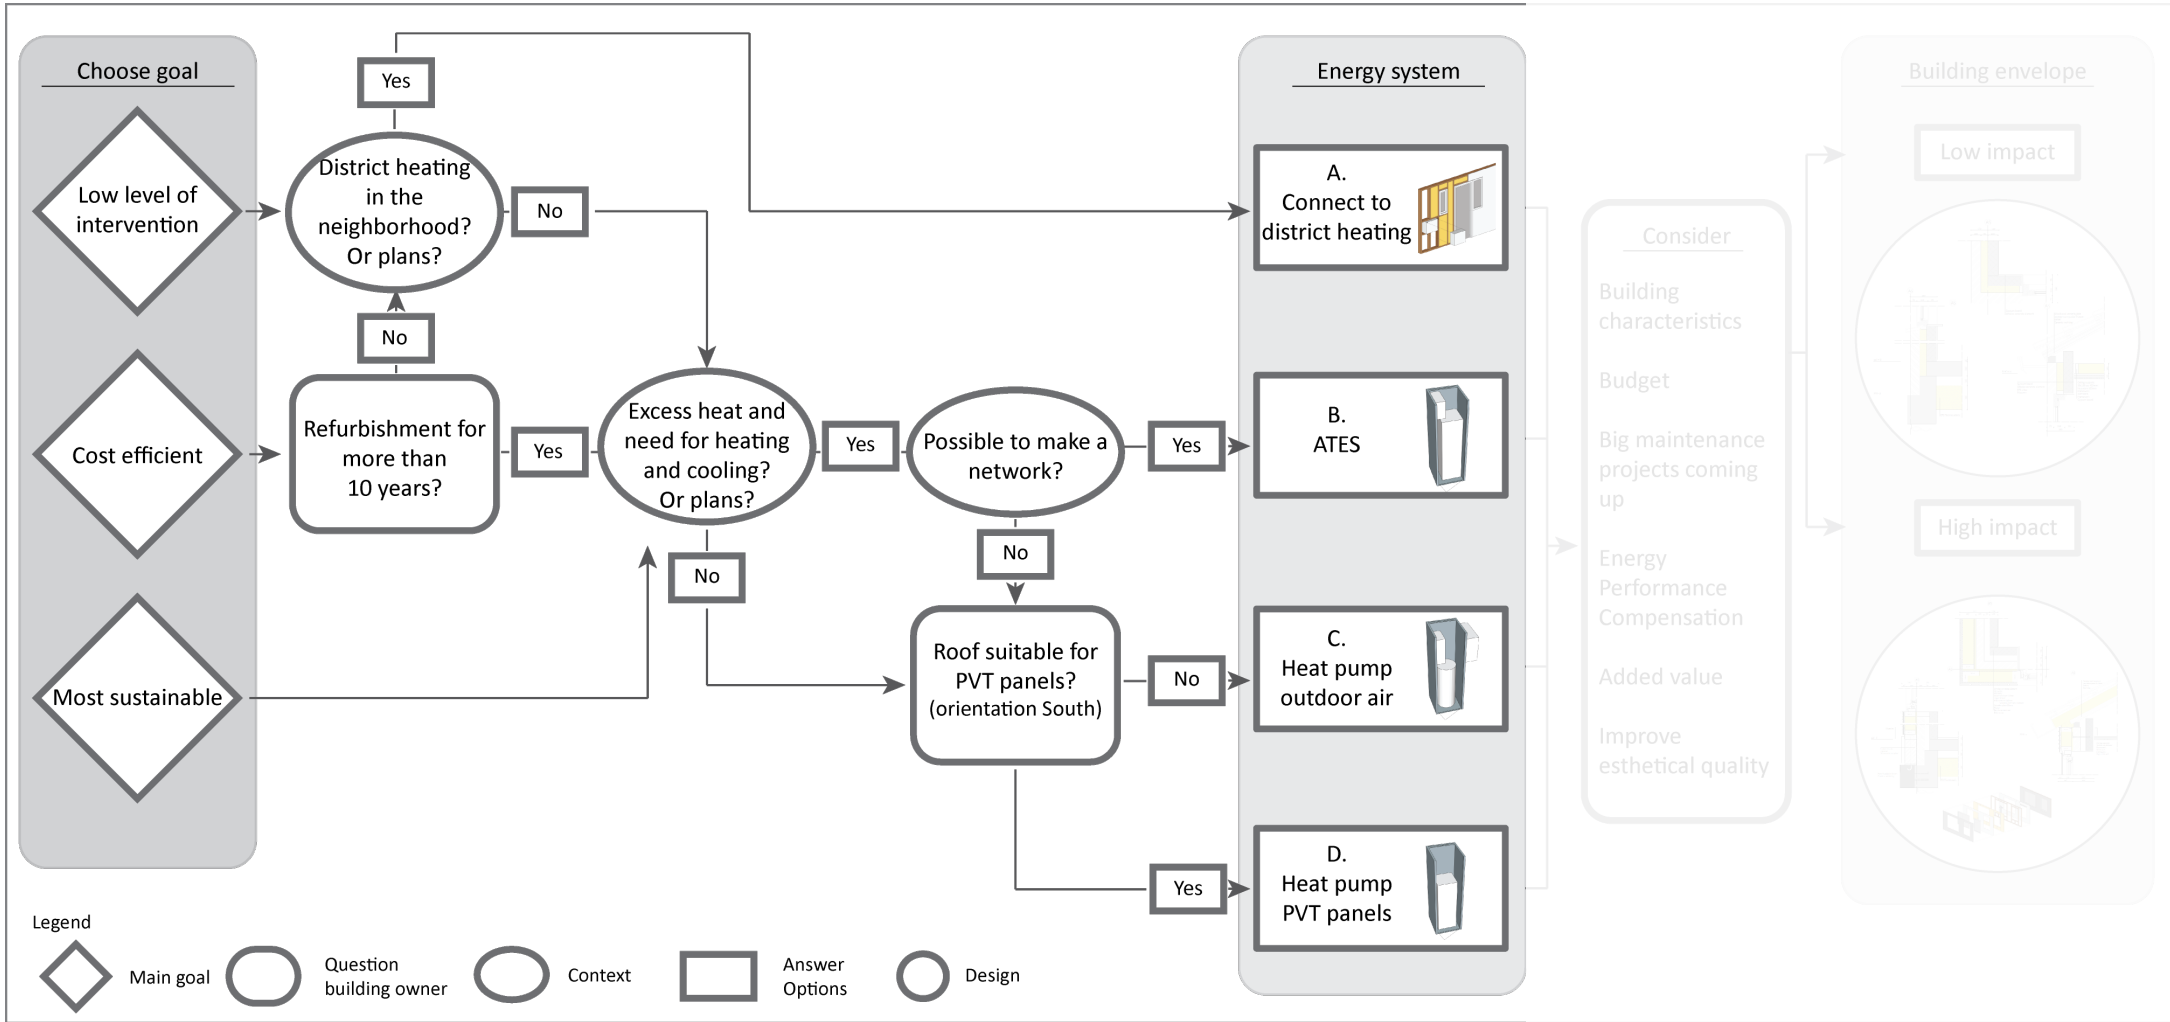 Choose goal
Low level of
intervention
Cost efficient
Most sustainable
Yes
District heating
in the
neighborhood?
Or plans?
No
No
Refurbishment for
more than
10 years?
Yes
Excess heat and
need for heating
and cooling?
Or plans?
Yes
No
Possible to make a
network?
Yes
No
Roof suitable for
PVT panels?
(orientation South)
No
Yes
Energy system
A.
Connect to
district heating
B.
ATES
C.
Heat pump
outdoor air
D.
Heat pump
PVT panels
Consider
Building
characteristics
Budget
Big maintenance
projects coming
up
Energy
Performance
Compensation
Added value
Improve
esthetical quality
Building envelope
Low impact
High impact
Legend
Main goal
Question
building owner
Context
Answer
Options
Design